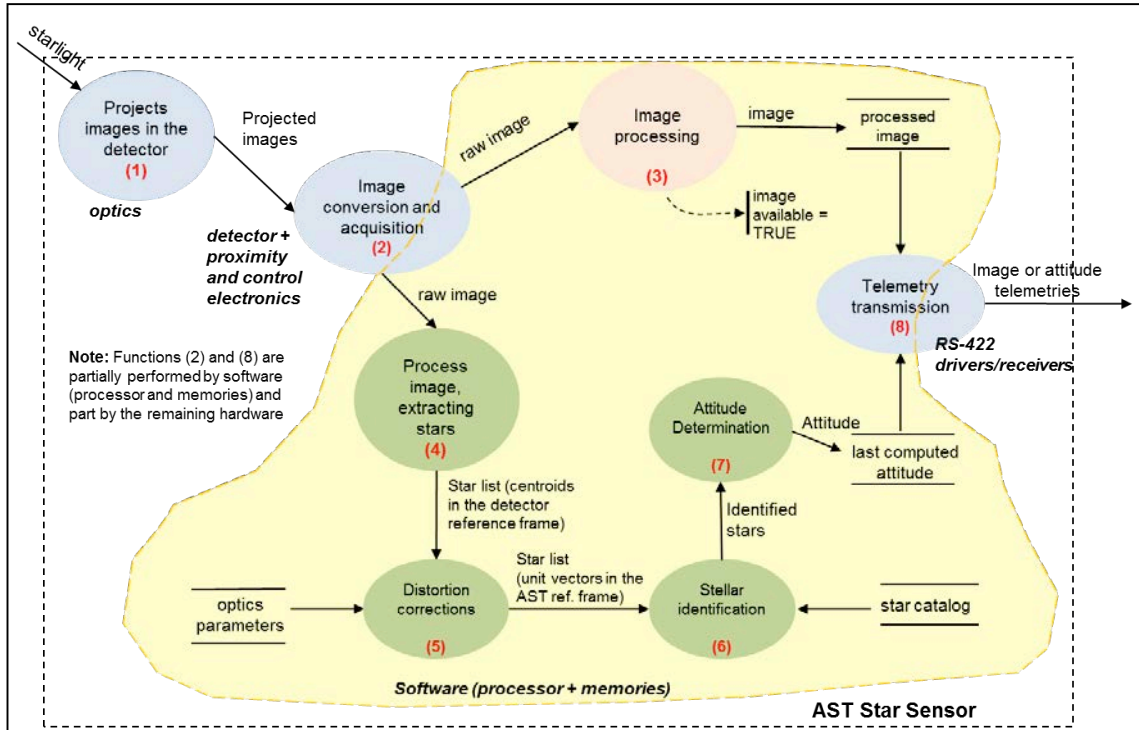 starlight
Projects
images in the
detector
(1)
optics
Projected
images
Image
conversion and
acquisition
(2)
detector +
proximity
and control
electronics
raw image
Image
processing
(3)
image
processed
image
image
available =
TRUE
raw image
Telemetry
transmission
(8)
Image or attitude
telemetries
RS-422
drivers/receivers
Note: Functions (2) and (8) are
partially performed by software
(processor and memories) and
part by the remaining hardware
Process
image,
extracting
stars
(4)
Attitude
Determination
(7)
Attitude
last computed
attitude
Star list (centroids
in the detector
reference frame)
Identified
stars
optics
parameters
Distortion
corrections
(5)
Star list
(unit vectors in the
AST ref. frame)
Stellar
identification
(6)
star catalog
Software (processor + memories)
AST Star Sensor